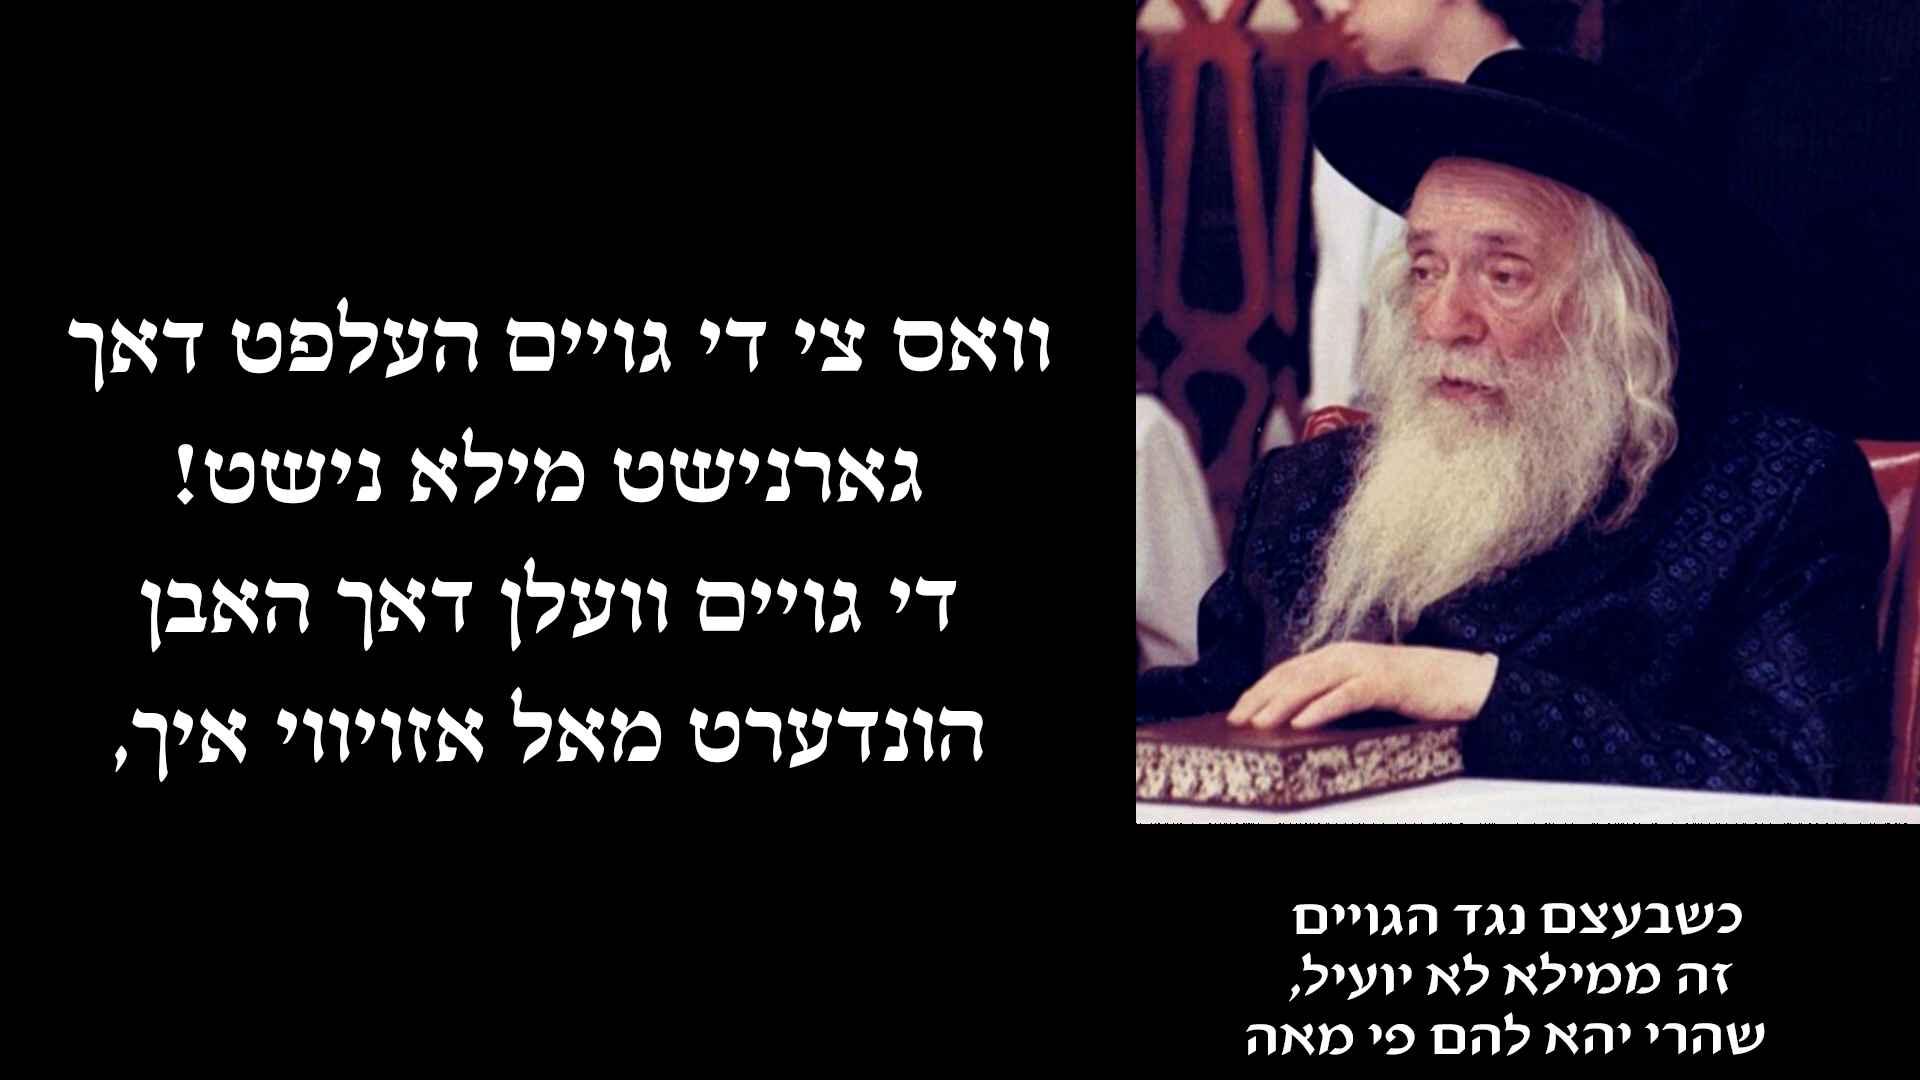 וואס צי די גויים העלפט דאך
גארנישט מילא נישט!
די גויים וועלן דאך האבן
הונדערט מאל אזויווי איך,
כשבעצם נגד הגויים
זה ממילא לא יועיל,
שהרי יהא להם פי מאה